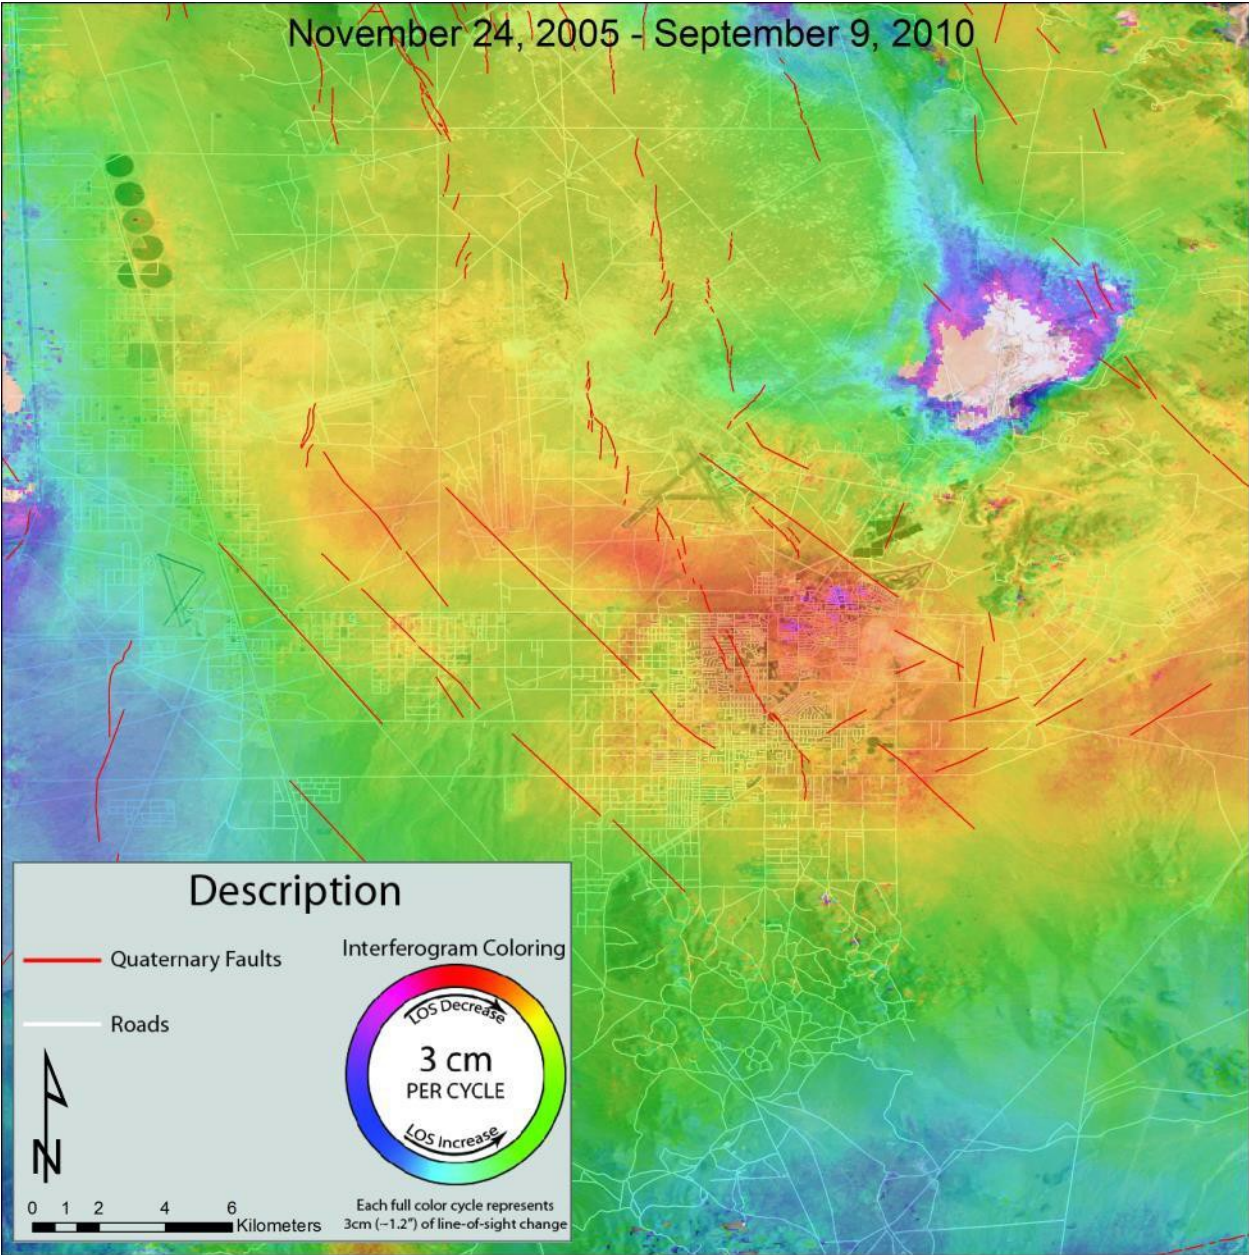 November 24, 2005 - September 9, 2010
Description
Quaternary Faults
Roads
N
0 1 2 4 6
Kilometers
Interferogram Coloring
LOS Decrease
3 cm
PER CYCLE
LOS Increase
Each full color cycle represents
3cm (~1.2") of line-of-sight change